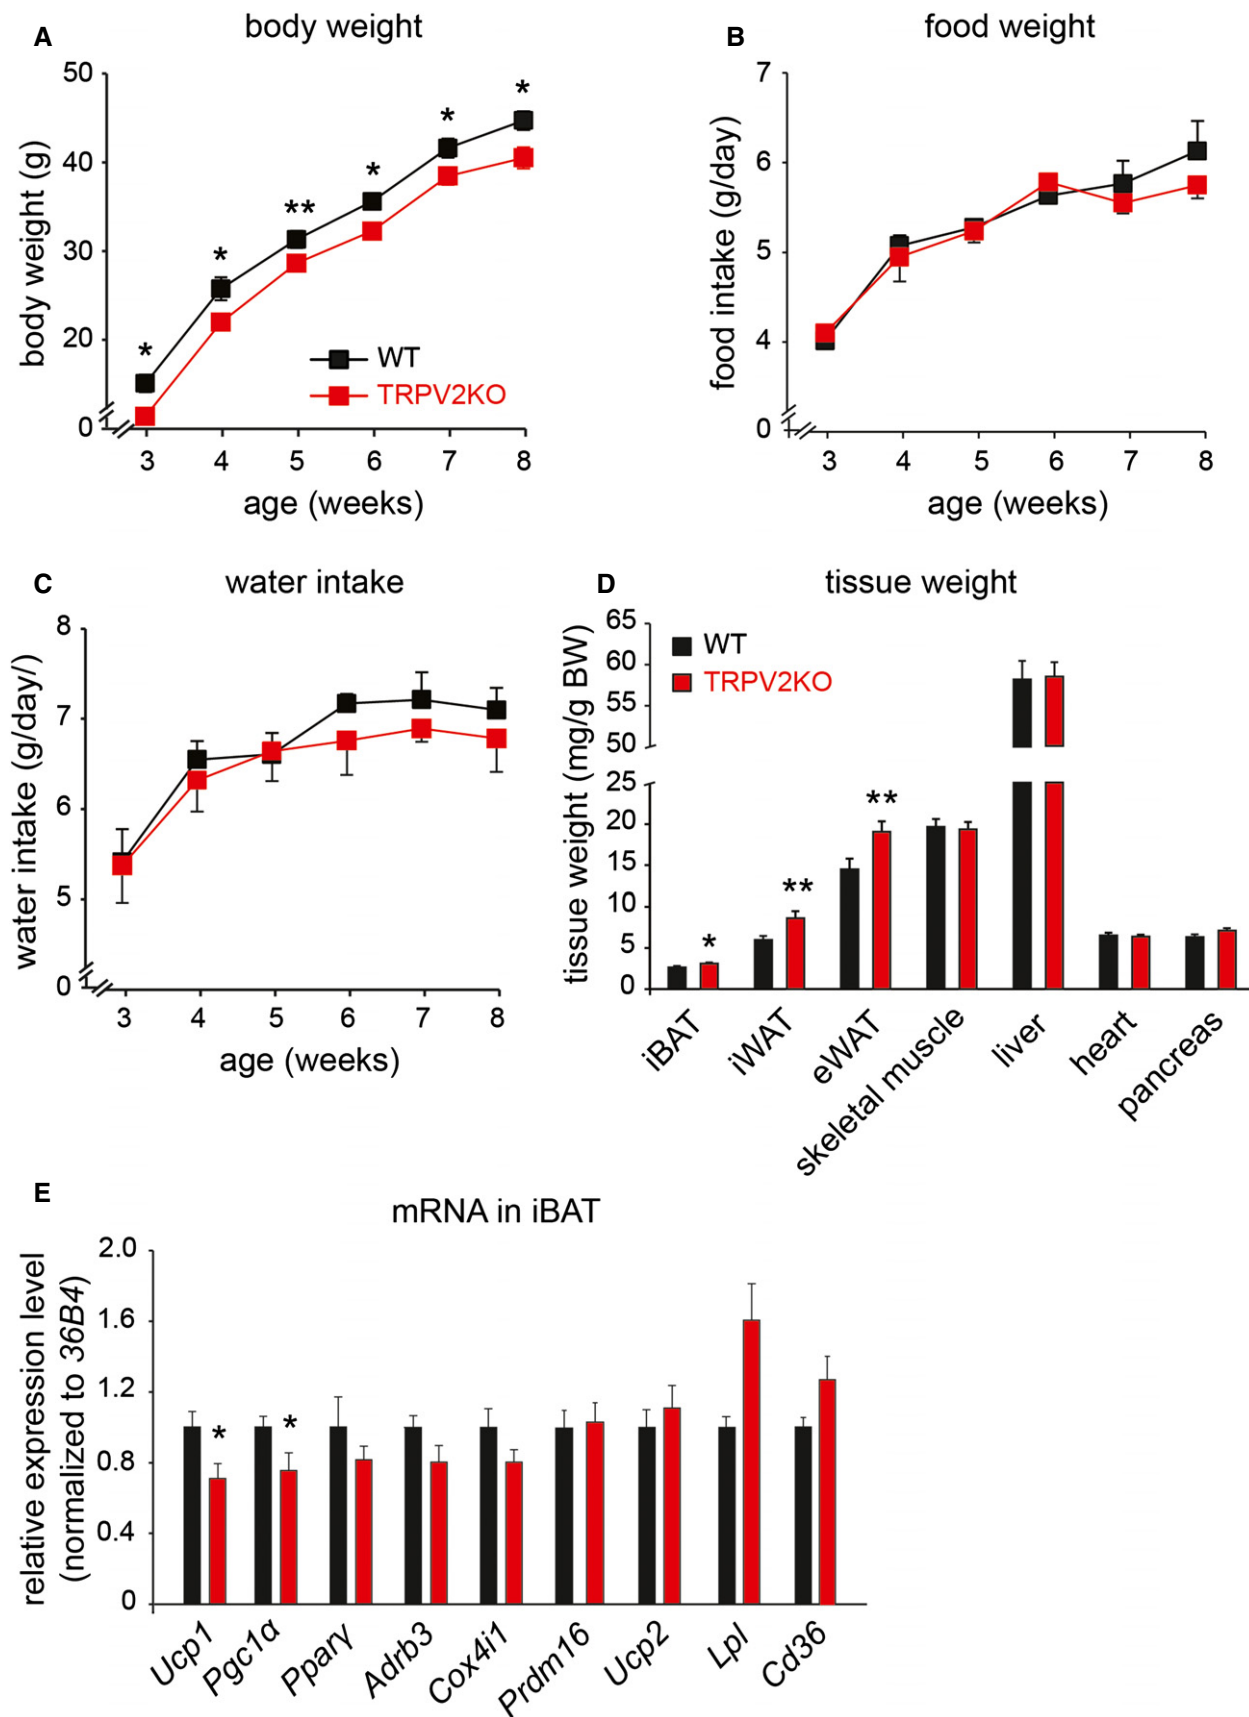 A
body weight
body weight (g)
50
40
30
20
0
* * ** * * *
WT
TRPV2KO
3 4 5 6 7 8
age (weeks)
B
food weight
food intake (g/day)
7
6
5
4
0
3 4 5 6 7 8
age (weeks)
C
water intake
water intake (g/day/)
8
7
6
5
0
3 4 5 6 7 8
age (weeks)
D
tissue weight
tissue weight (mg/g BW)
65
60
55
50
25
20
15
10
5
0
WT
TRPV2KO
* ** **
iBAT
iWAT
eWAT
skeletal muscle
liver
heart
pancreas
E
mRNA in iBAT
relative expression level
(normalized to 36B4)
2.0
1.6
1.2
0.8
0.4
0
* *
Ucp1
Pgc1α
Pparγ
Adrb3
Cox4i1
Prdm16
Ucp2
Lpl
Cd36